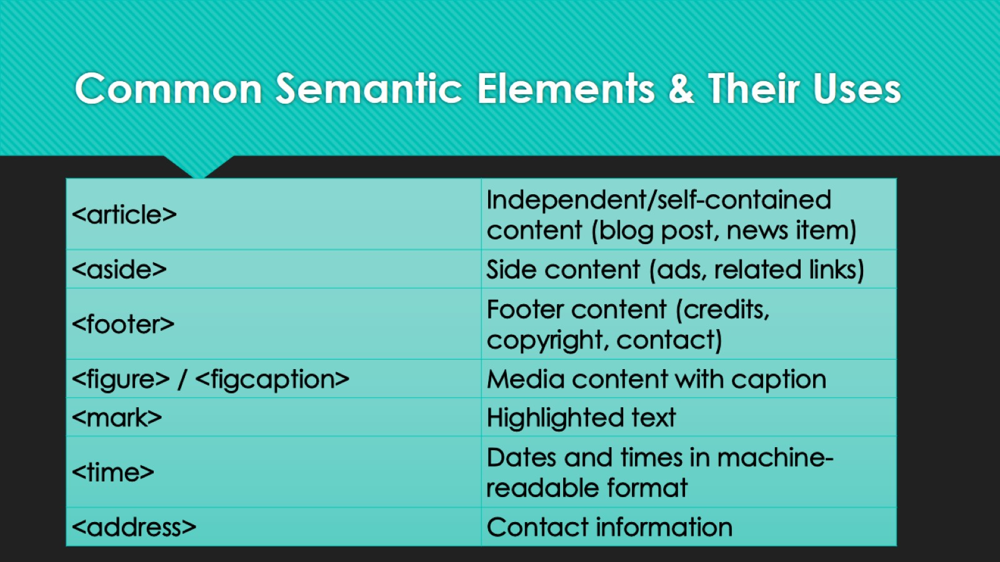 Common Semantic Elements & Their Uses
<article>
Independent/self-contained
content (blog post, news item)
<aside>
Side content (ads, related links)
<footer>
Footer content (credits,
copyright, contact)
<figure> / <figcaption>
Media content with caption
<mark>
Highlighted text
<time>
Dates and times in machine-
readable format
<address>
Contact information